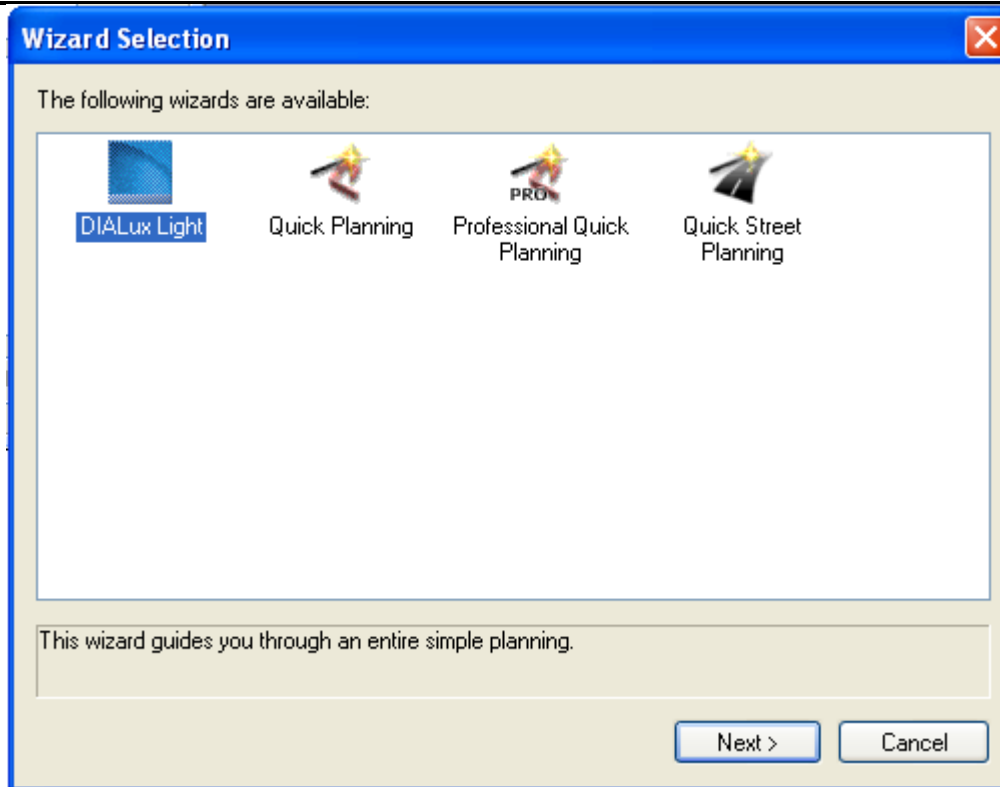 Wizard Selection
The following wizards are available:
DIALux Light
Quick Planning
PRO
Professional Quick
Planning
Quick Street
Planning
This wizard guides you through an entire simple planning.
Next >
Cancel